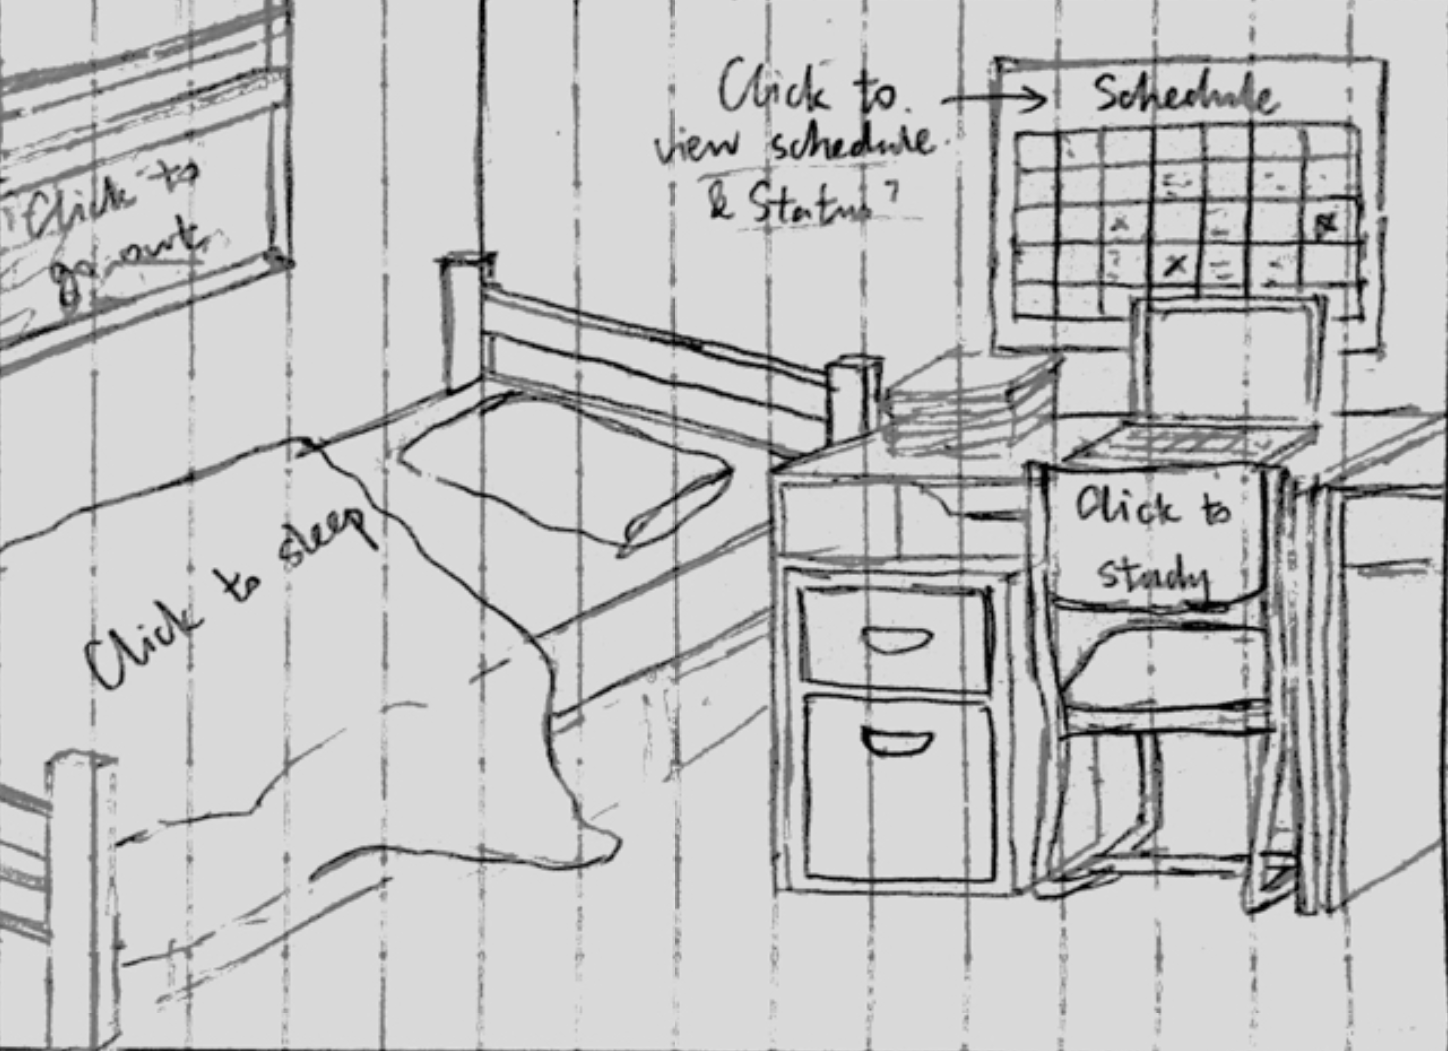 Click to
go out
Click to
view schedule
& Status?
Schedule
Click to sleep
Click to
study